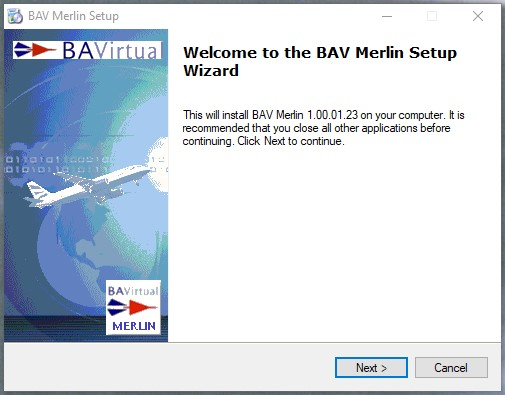 BAV Merlin Setup
BAVirtual
Welcome to the BAV Merlin Setup
Wizard
This will install BAV Merlin 1.00.01.23 on your computer. It is
recommended that you close all other applications before
continuing. Click Next to continue.
BAVirtual
MERLIN
Next >
Cancel